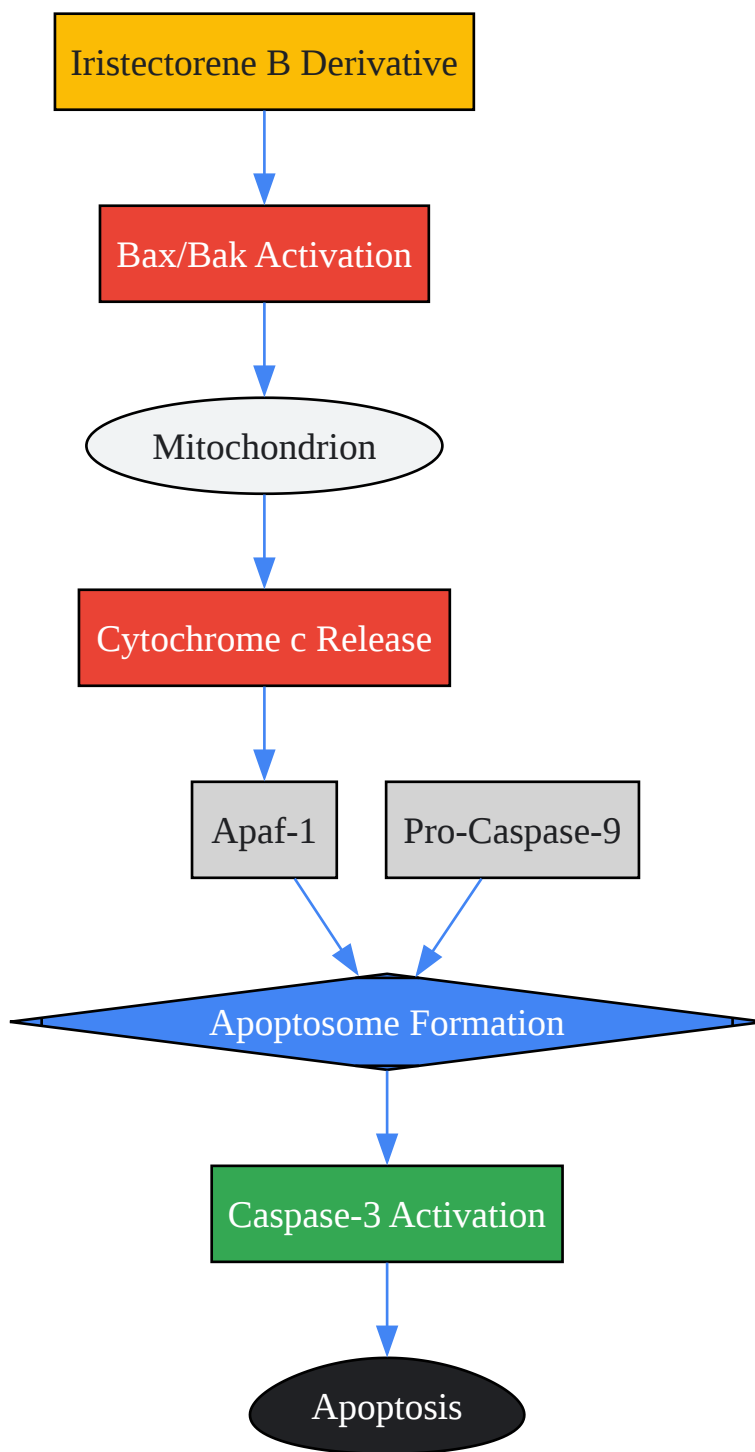 Iristectorene B Derivative
Bax/Bak Activation
Mitochondrion
Cytochrome c Release
Apaf-1
Pro-Caspase-9
Apoptosome Formation
Caspase-3 Activation
Apoptosis